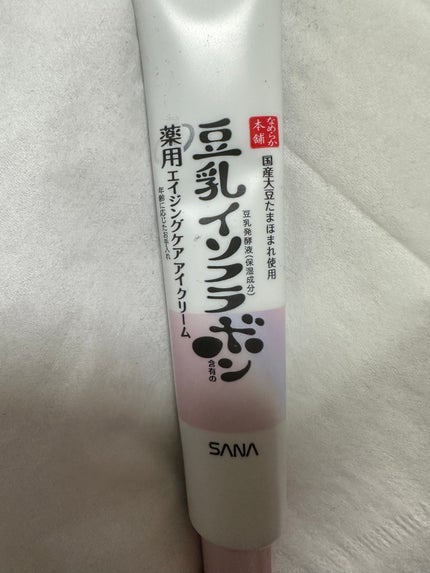 なめらか
本舗
国産大豆たまほまれ使用
豆乳発酵液(保湿成分)
豆乳イソフラボン
含有の
薬用エイジングケア アイクリーム
年齢に応じたお手入れ
SANA